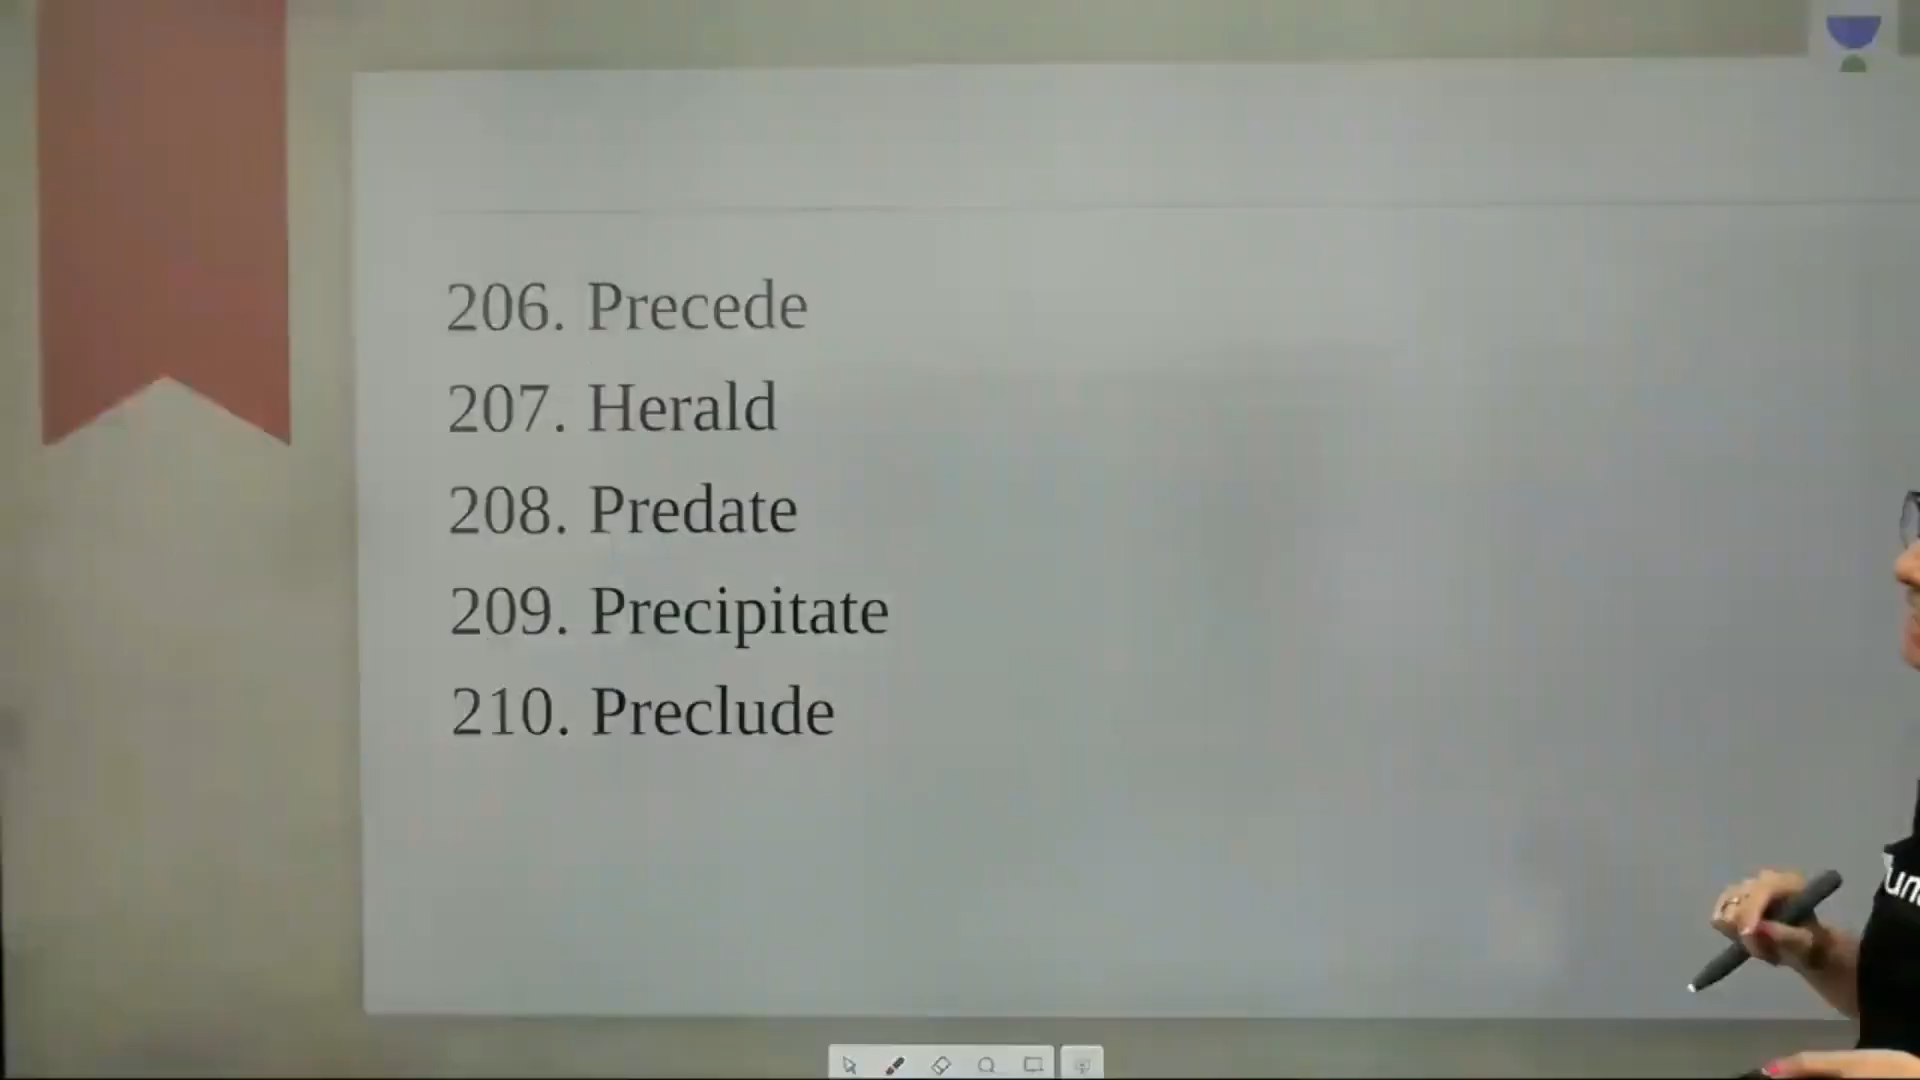 206. Precede
207. Herald
208. Predate
209. Precipitate
210. Preclude